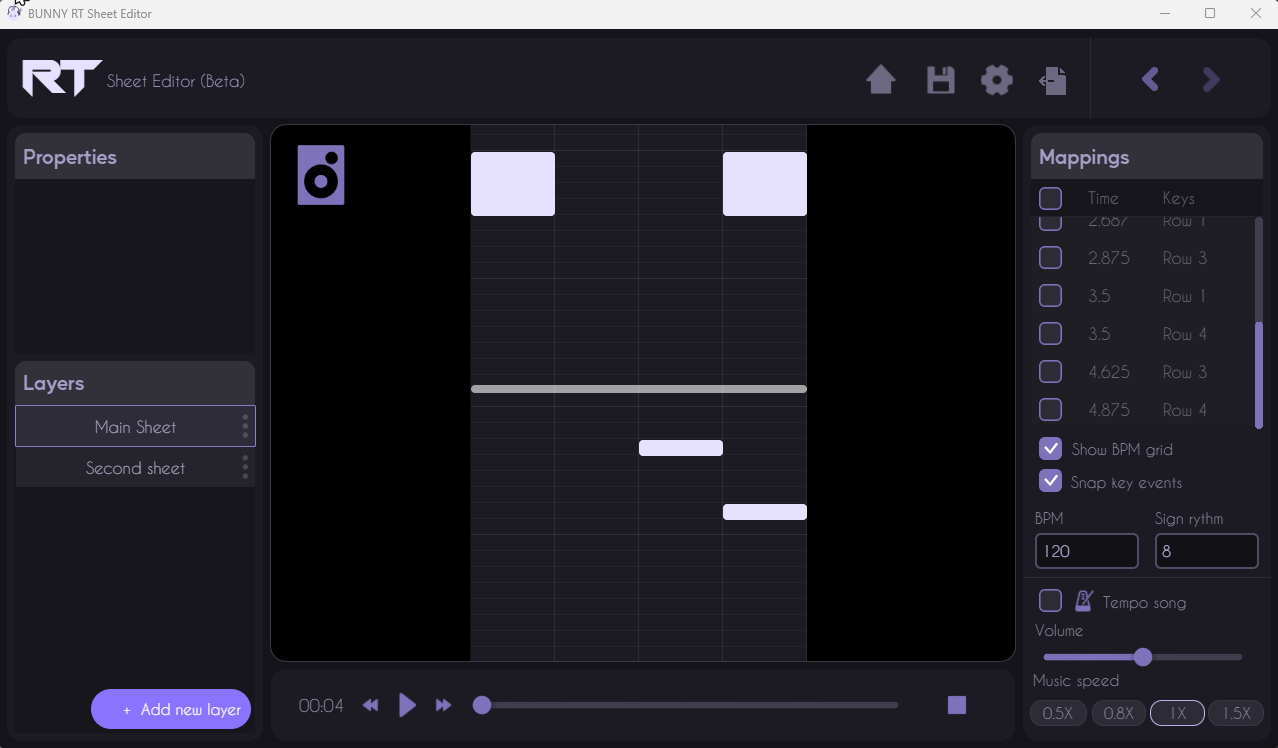 BUNNY RT Sheet Editor
RT Sheet Editor (Beta)
Properties
Layers
Main Sheet
Second sheet
+ Add new layer
00:04
Mappings
Time Keys
2.687 Row 1
2.875 Row 3
3.5 Row 1
3.5 Row 4
4.625 Row 3
4.875 Row 4
Show BPM grid
Snap key events
BPM Sign rythm
120 8
Tempo song
Volume
Music speed
0.5X 0.8X 1X 1.5X